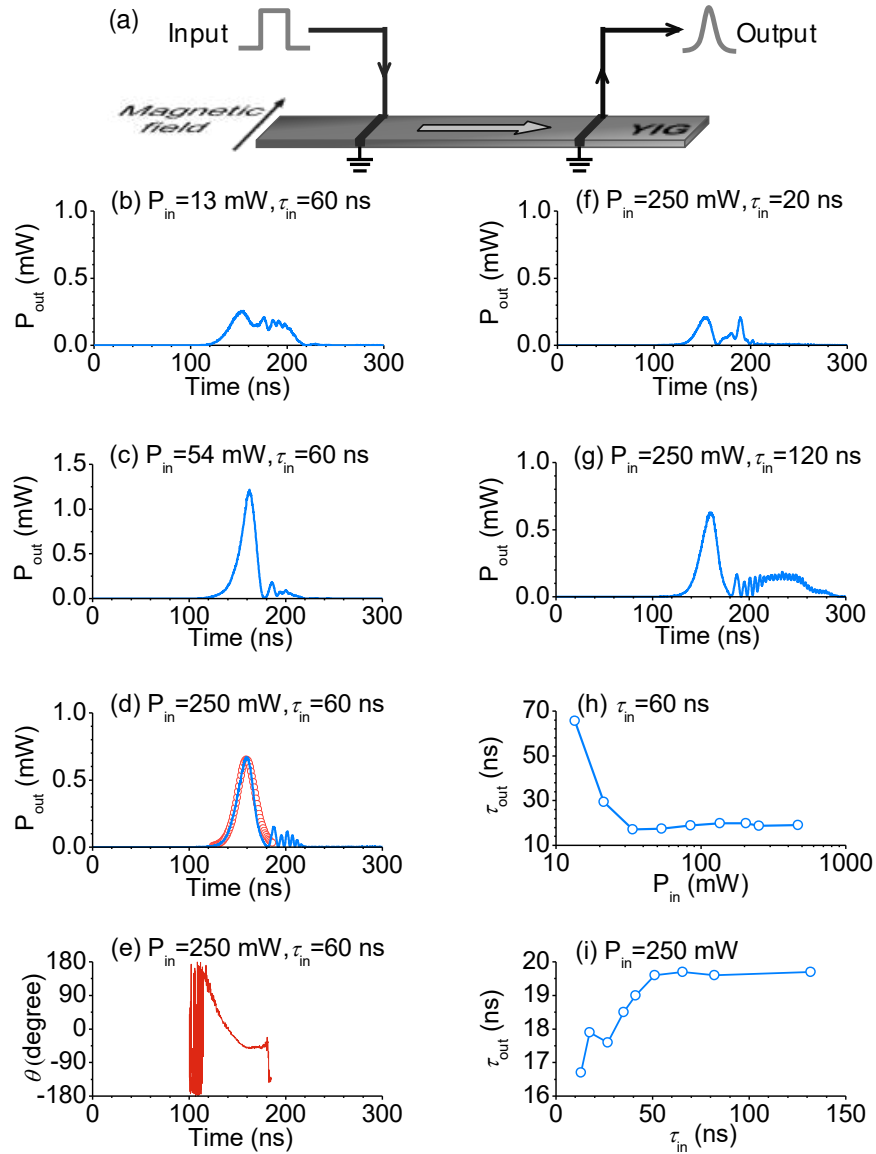 (a)
Input
Output
Magnetic
field
YIG
(b) P_in=13 mW, τ_in=60 ns
1.0
0.5
0.0
P_out (mW)
0 100 200 300
Time (ns)
(f) P_in=250 mW, τ_in=20 ns
1.0
0.5
0.0
P_out (mW)
0 100 200 300
Time (ns)
(c) P_in=54 mW, τ_in=60 ns
1.5
1.0
0.5
0.0
P_out (mW)
0 100 200 300
Time (ns)
(g) P_in=250 mW, τ_in=120 ns
1.0
0.5
0.0
P_out (mW)
0 100 200 300
Time (ns)
(d) P_in=250 mW, τ_in=60 ns
1.0
0.5
0.0
P_out (mW)
0 100 200 300
Time (ns)
(h) τ_in=60 ns
70
50
30
10
τ_out (ns)
10 100 1000
P_in (mW)
(e) P_in=250 mW, τ_in=60 ns
180
90
0
-90
-180
θ (degree)
0 100 200 300
Time (ns)
(i) P_in=250 mW
20
19
18
17
16
τ_out (ns)
0 50 100 150
τ_in (ns)